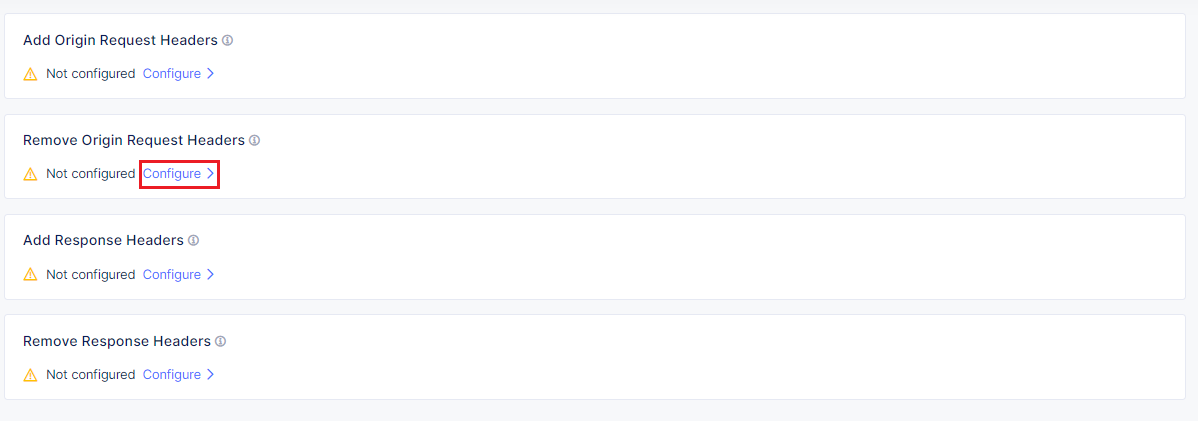 Add Origin Request Headers
Not configured Configure
Remove Origin Request Headers
Not configured Configure
Add Response Headers
Not configured Configure
Remove Response Headers
Not configured Configure